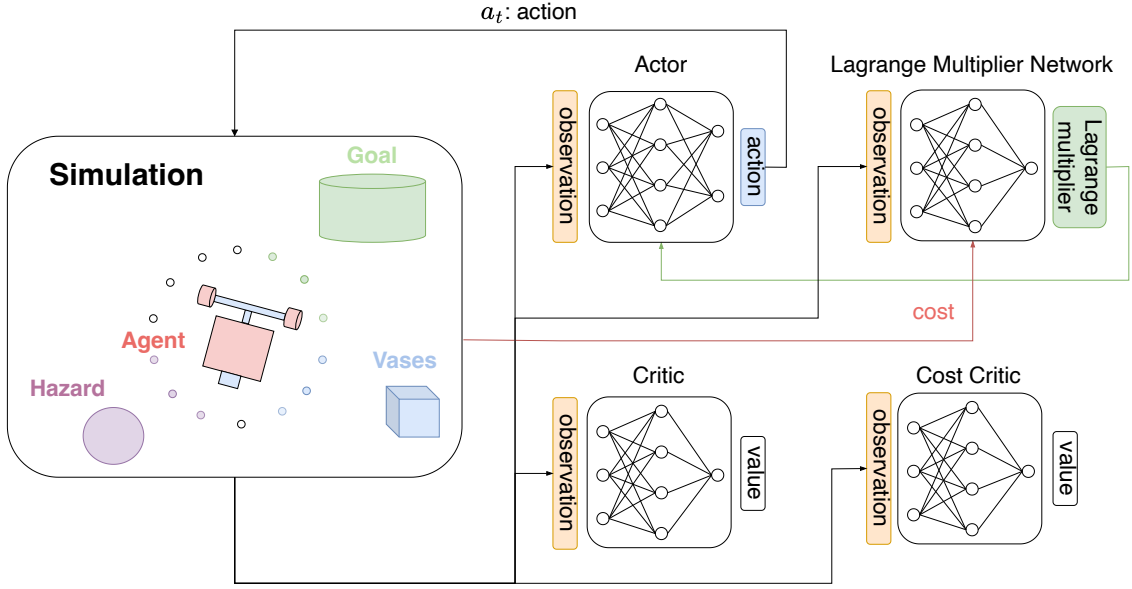 a_t: action
Actor
Lagrange Multiplier Network
observation
action
observation
Lagrange
multiplier
Simulation
Goal
Agent
Vases
Hazard
cost
Critic
Cost Critic
observation
value
observation
value